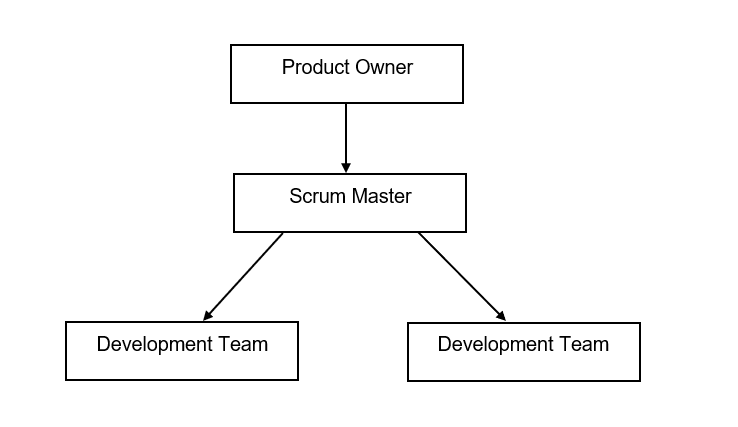 Product Owner
Scrum Master
Development Team
Development Team